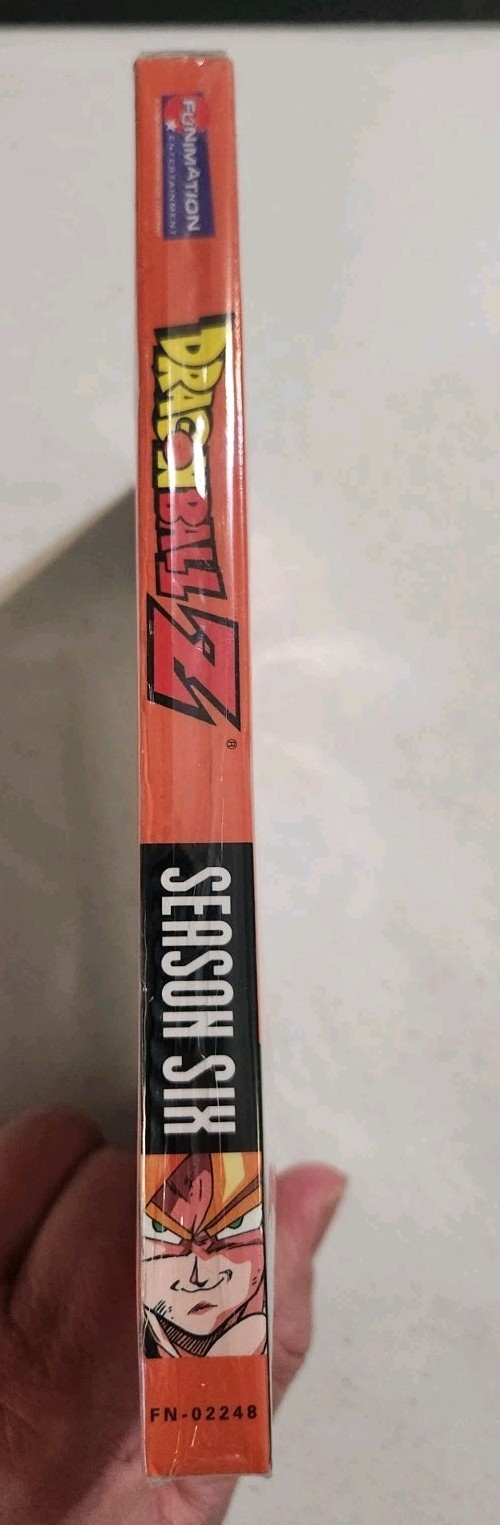 FUNIMATION
ENTERTAINMENT
DRAGON BALL Z
®
SEASON SIX
FN-02248